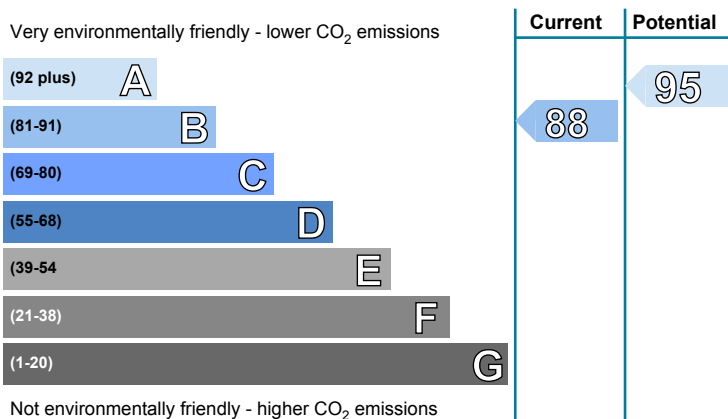 Current Potential
Very environmentally friendly - lower CO2 emissions
(92 plus) A
95
(81-91) B
88
(69-80) C
(55-68) D
(39-54 E
(21-38) F
(1-20) G
Not environmentally friendly - higher CO2 emissions